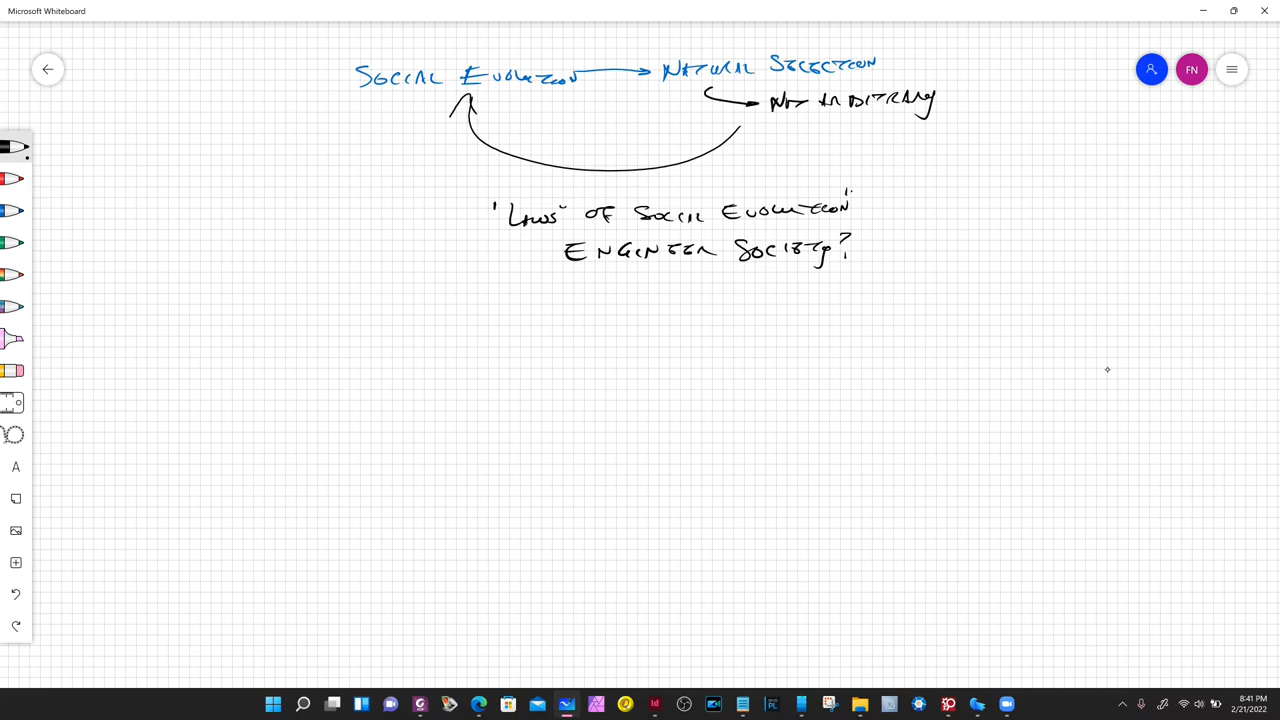 Microsoft Whiteboard
SOCIAL EVOLUTION → NATURAL SELECTION
NOT ARBITRARY
FN
"LAWS" OF SOCIAL EVOLUTION"
ENGINEER SOCIETY?
A
8:41 PM
2/21/2022